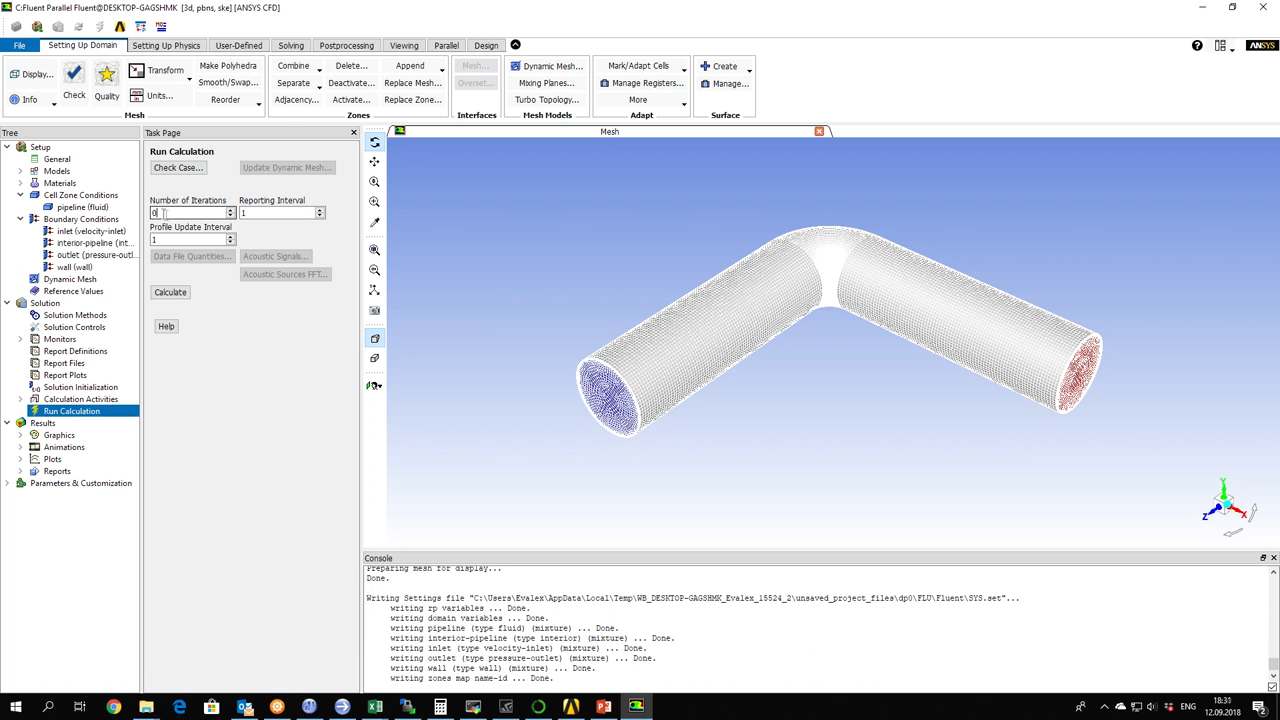 C:Fluent Parallel Fluent@DESKTOP-GAGSHMK [3d, pbns, ske] [ANSYS CFD]
File Setting Up Domain Setting Up Physics User-Defined Solving Postprocessing Viewing Parallel Design ANSYS
Display... Check Quality Transform Make Polyhedra Combine Delete... Append Mesh... Dynamic Mesh... Mark/Adapt Cells Create
Smooth/Swap... Separate Deactivate... Replace Mesh... Overset... Mixing Planes... Manage Registers... Manage...
Info Units... Reorder Adjacency... Activate... Replace Zone... Turbo Topology... More
Mesh Zones Interfaces Mesh Models Adapt Surface
Tree
Setup
General
Models
Materials
Cell Zone Conditions
pipeline (fluid)
Boundary Conditions
inlet (velocity-inlet)
interior-pipeline (int...
outlet (pressure-outl...
wall (wall)
Dynamic Mesh
Reference Values
Solution
Solution Methods
Solution Controls
Monitors
Report Definitions
Report Files
Report Plots
Solution Initialization
Calculation Activities
Run Calculation
Results
Graphics
Animations
Plots
Reports
Parameters & Customization
Task Page
Run Calculation
Check Case... Update Dynamic Mesh...
Number of Iterations Reporting Interval
0 1
Profile Update Interval
1
Data File Quantities... Acoustic Signals...
Acoustic Sources FFT...
Calculate
Help
Mesh
Y
Z X
Console
Preparing mesh for display...
Done.
Writing Settings file "C:\Users\Evalex\AppData\Local\Temp\WB_DESKTOP-GAGSHMK_Evalex_15524_2\unsaved_project_files\dp0\FLU\Fluent\SYS.set"...
writing rp variables ... Done.
writing domain variables ... Done.
writing pipeline (type fluid) (mixture) ... Done.
writing interior-pipeline (type interior) (mixture) ... Done.
writing inlet (type velocity-inlet) (mixture) ... Done.
writing outlet (type pressure-outlet) (mixture) ... Done.
writing wall (type wall) (mixture) ... Done.
writing zones map name-id ... Done.
ENG
18:31
12.09.2018